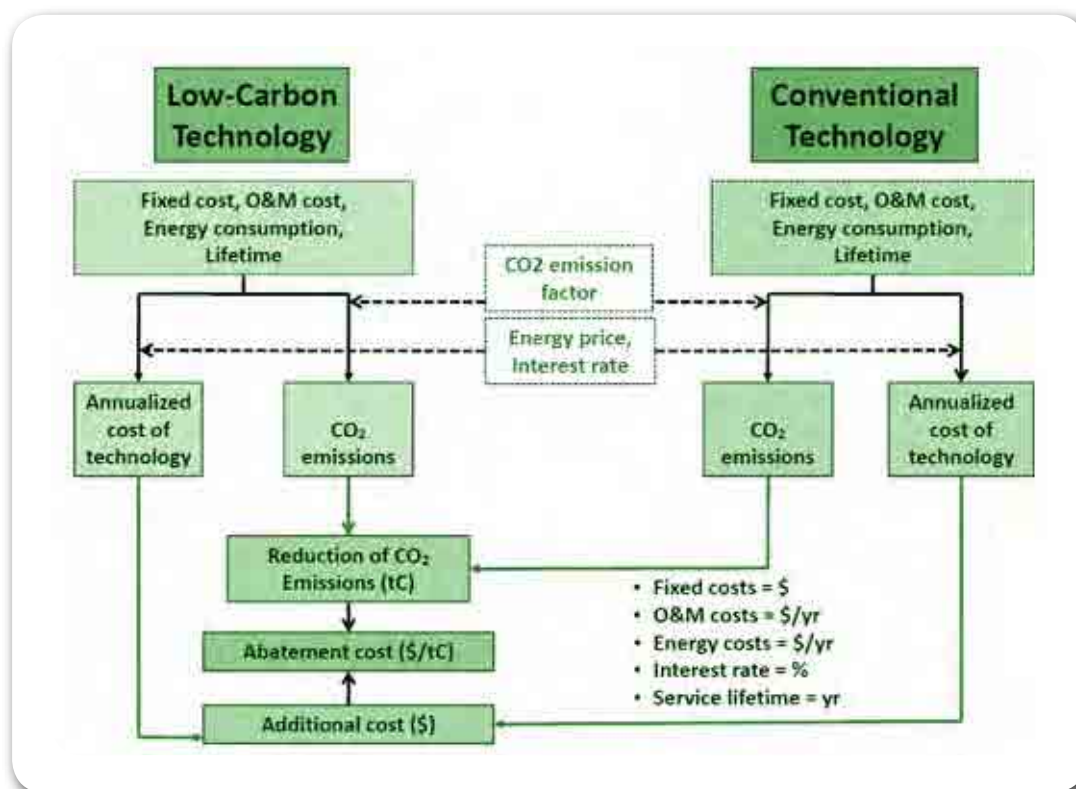 Low-Carbon
Technology
Conventional
Technology
Fixed cost, O&M cost,
Energy consumption,
Lifetime
Fixed cost, O&M cost,
Energy consumption,
Lifetime
CO2 emission
factor
Energy price,
Interest rate
Annualized
cost of
technology
CO₂
emissions
CO₂
emissions
Annualized
cost of
technology
Reduction of CO₂
Emissions (tC)
• Fixed costs = $
• O&M costs = $/yr
• Energy costs = $/yr
• Interest rate = %
• Service lifetime = yr
Abatement cost ($/tC)
Additional cost ($)